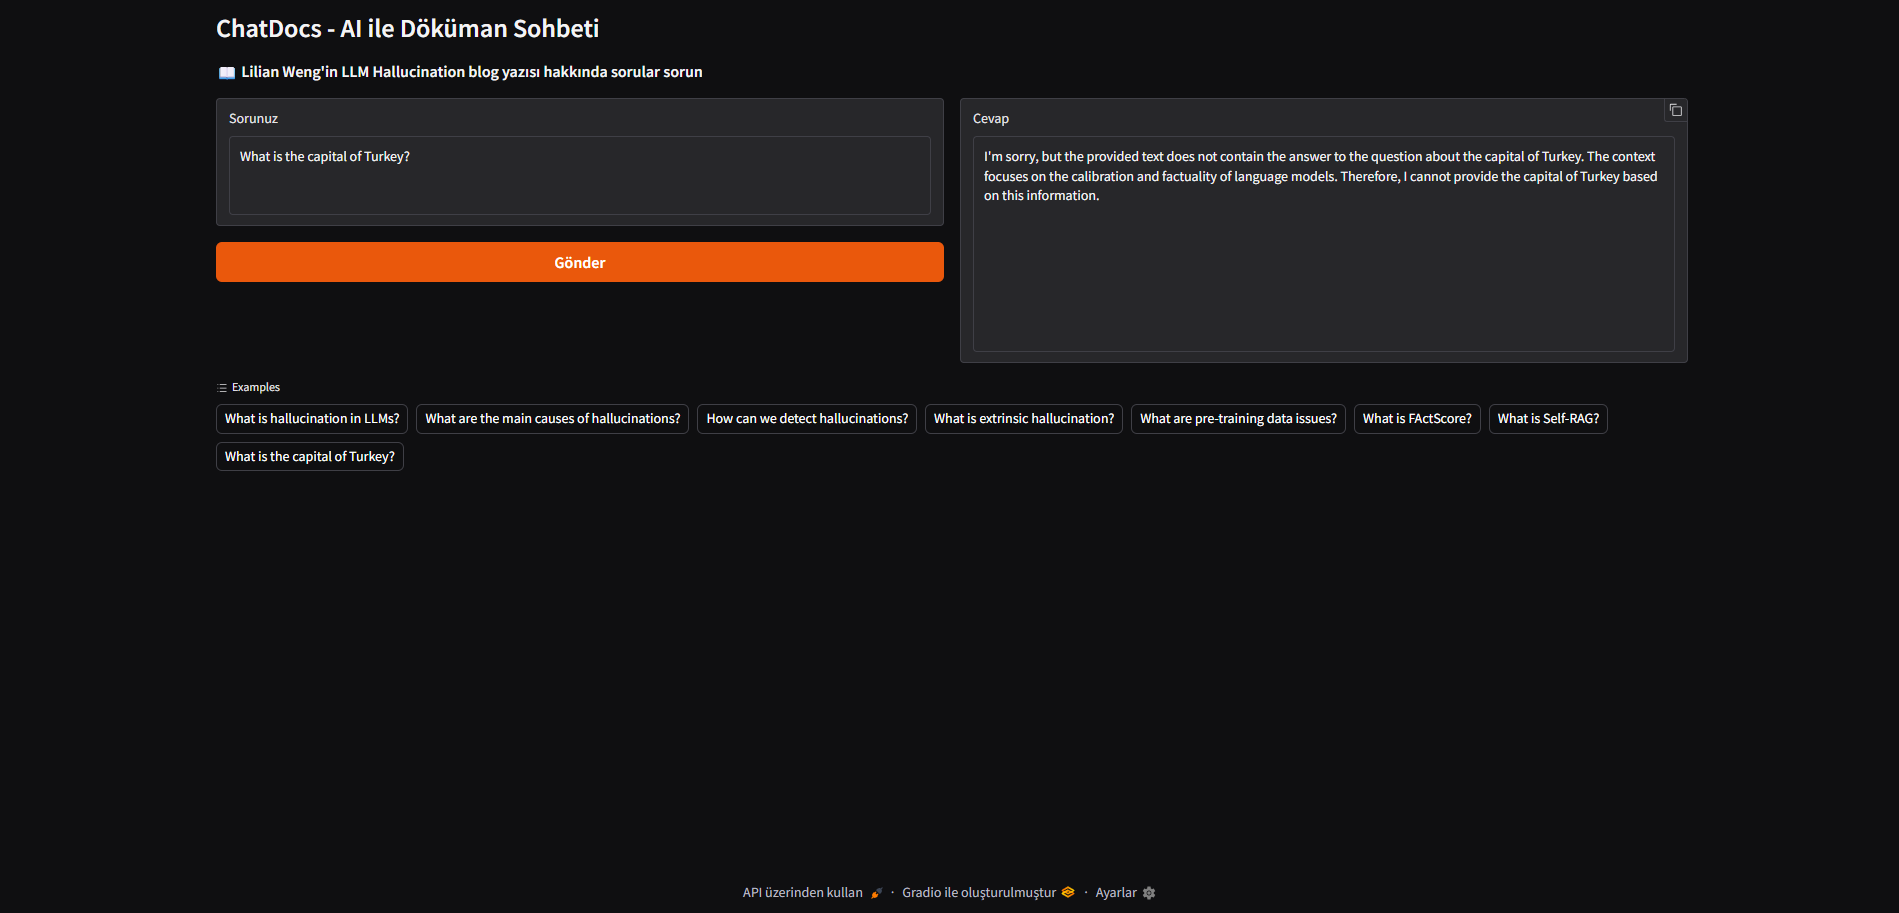 ChatDocs - AI ile Döküman Sohbeti
📖 Lilian Weng'in LLM Hallucination blog yazısı hakkında sorular sorun
Sorunuz
What is the capital of Turkey?
Gönder
Cevap
I'm sorry, but the provided text does not contain the answer to the question about the capital of Turkey. The context
focuses on the calibration and factuality of language models. Therefore, I cannot provide the capital of Turkey based
on this information.
Examples
What is hallucination in LLMs?
What are the main causes of hallucinations?
How can we detect hallucinations?
What is extrinsic hallucination?
What are pre-training data issues?
What is FActScore?
What is Self-RAG?
What is the capital of Turkey?
API üzerinden kullan · Gradio ile oluşturulmuştur · Ayarlar